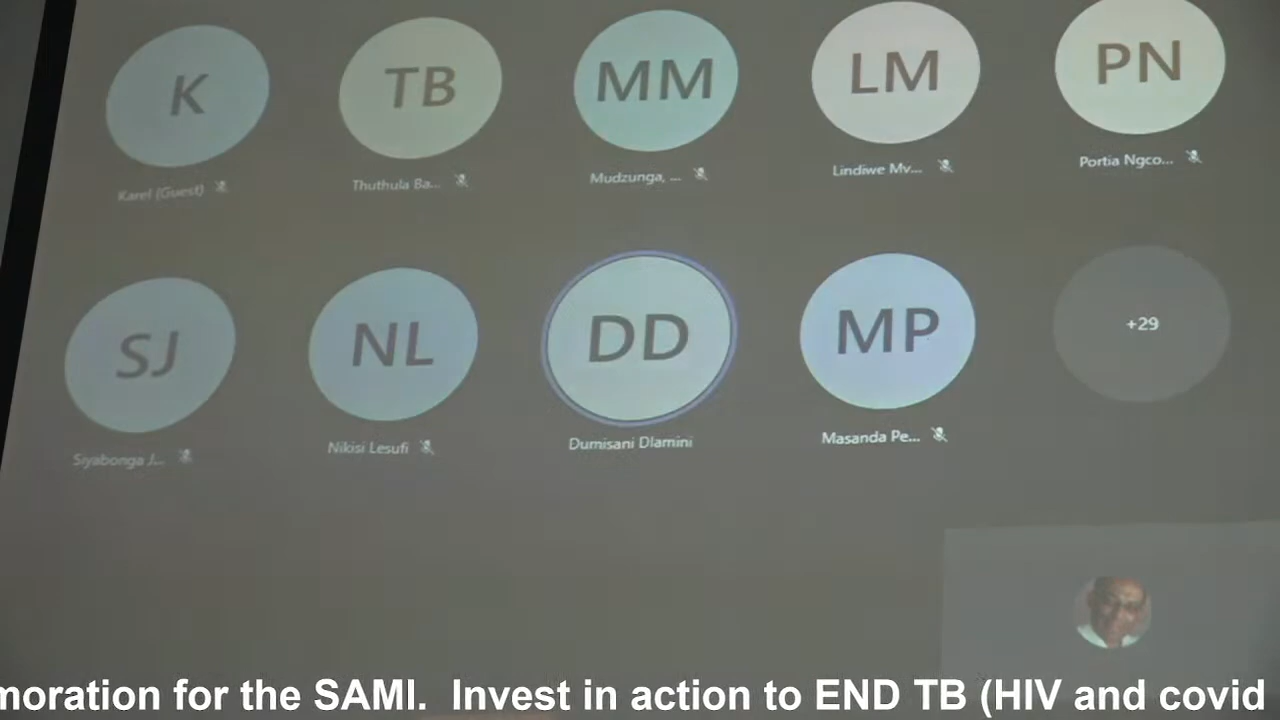 K TB MM LM PN
Karel (Guest) Thuthula Ba... Mudzunga, ... Lindiwe Mv... Portia Ngco...
SJ NL DD MP +29
Siyabonga J... Nikisi Lesufi Dumisani Dlamini Masanda Pe...
moration for the SAMI. Invest in action to END TB (HIV and covid